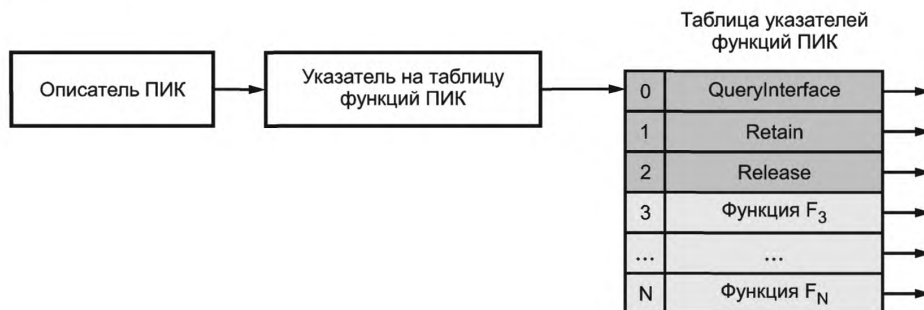 Таблица указателей
функций ПИК
Описатель ПИК
Указатель на таблицу
функций ПИК
0 QueryInterface
1 Retain
2 Release
3 Функция F₃
... ...
N Функция F_N